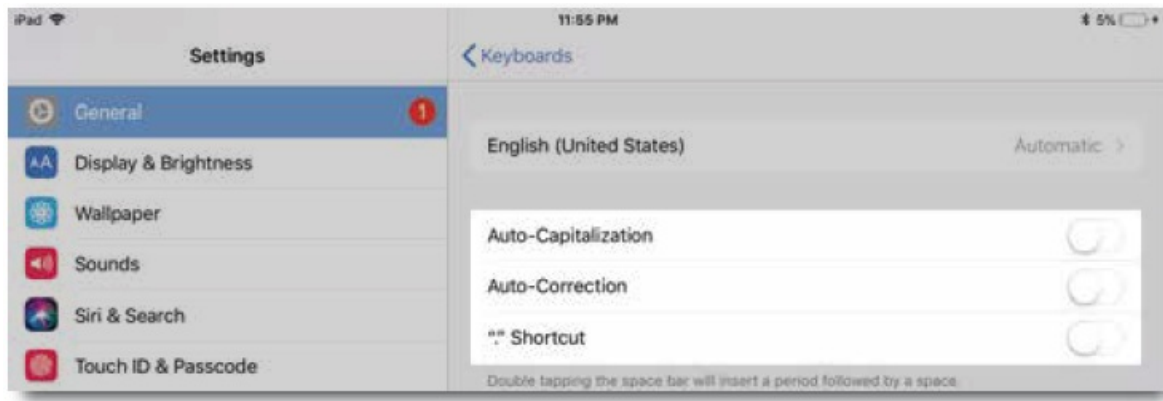 iPad
11:55 PM
5%
Settings
Keyboards
General
1
English (United States)
Automatic
AA
Display & Brightness
Wallpaper
Auto-Capitalization
Sounds
Auto-Correction
Siri & Search
"." Shortcut
Touch ID & Passcode
Double tapping the space bar will insert a period followed by a space.